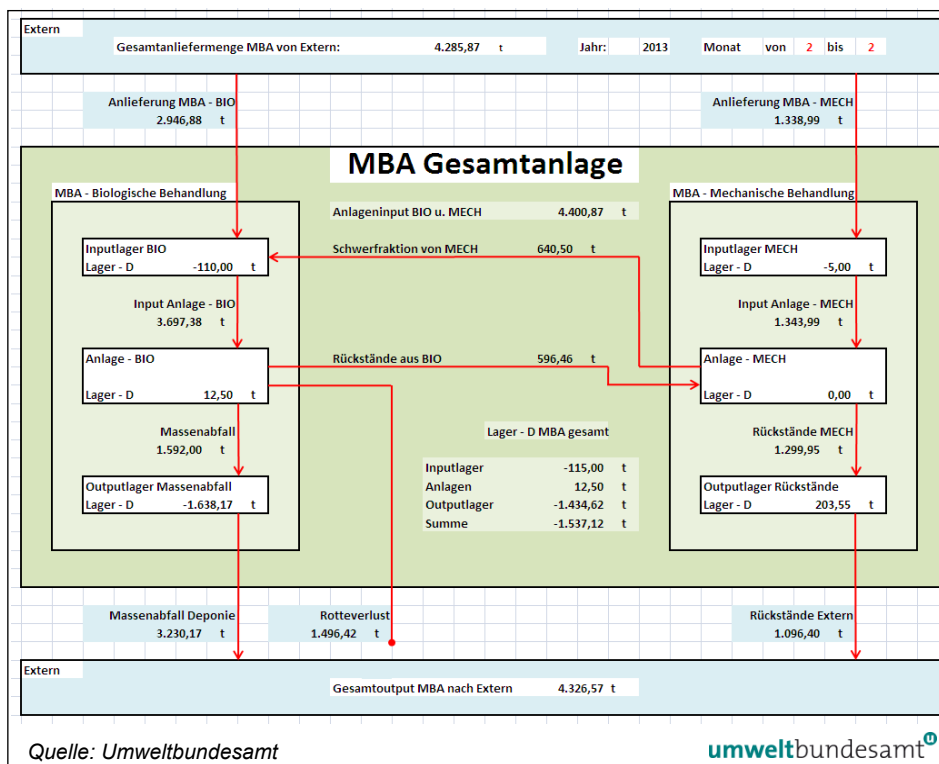 Extern
Gesamtanliefermenge MBA von Extern: 4.285,87 t Jahr: 2013 Monat von 2 bis 2
Anlieferung MBA - BIO Anlieferung MBA - MECH
2.946,88 t 1.338,99 t
MBA Gesamtanlage
MBA - Biologische Behandlung MBA - Mechanische Behandlung
Anlageninput BIO u. MECH 4.400,87 t
Inputlager BIO Schwerfraktion von MECH 640,50 t Inputlager MECH
Lager - D -110,00 t Lager - D -5,00 t
Input Anlage - BIO Input Anlage - MECH
3.697,38 t 1.343,99 t
Anlage - BIO Rückstände aus BIO 596,46 t Anlage - MECH
Lager - D 12,50 t Lager - D 0,00 t
Massenabfall Lager - D MBA gesamt Rückstände MECH
1.592,00 t 1.299,95 t
Inputlager -115,00 t
Anlagen 12,50 t
Outputlager -1.434,62 t
Summe -1.537,12 t
Outputlager Massenabfall Outputlager Rückstände
Lager - D -1.638,17 t Lager - D 203,55 t
Massenabfall Deponie Rotteverlust Rückstände Extern
3.230,17 t 1.496,42 t 1.096,40 t
Extern
Gesamtoutput MBA nach Extern 4.326,57 t
Quelle: Umweltbundesamt umweltbundesamt u